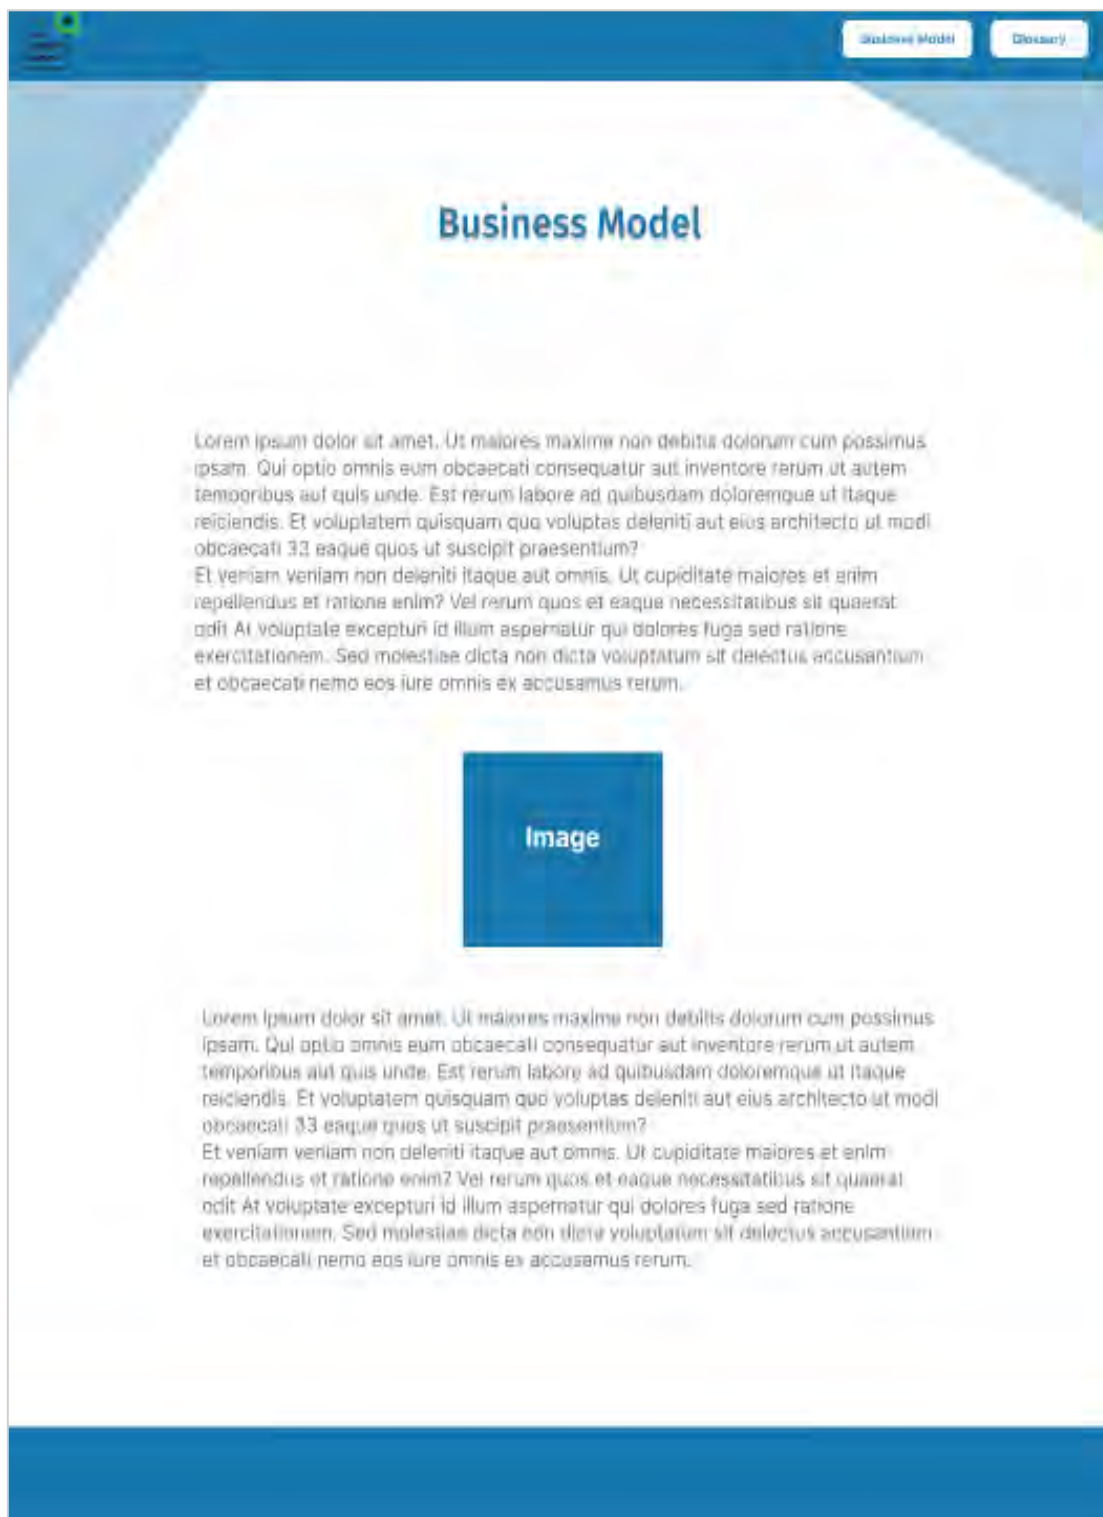 Business Model
Glossary
Business Model
Lorem ipsum dolor sit amet. Ut maiores maxime non debitis dolorum cum possimus
ipsam. Qui optio omnis eum obcaecati consequatur aut inventore rerum ut autem
temporibus aut quis unde. Est rerum labore ad quibusdam doloremque ut itaque
reiciendis. Et voluptatem quisquam quo voluptas deleniti aut eius architecto ut modi
obcaecati 33 eaque quos ut suscipit praesentium?
Et veniam veniam non deleniti itaque aut omnis. Ut cupiditate maiores et enim
repellendus et ratione enim? Vel rerum quos et eaque necessitatibus sit quaerat
odit At voluptate excepturi id illum aspernatur qui dolores fuga sed ratione
exercitationem. Sed molestiae dicta non dicta voluptatum sit delectus accusantium
et obcaecati nemo eos iure omnis ex accusamus rerum.
Image
Lorem ipsum dolor sit amet. Ut maiores maxime non debitis dolorum cum possimus
ipsam. Qui optio omnis eum obcaecati consequatur aut inventore rerum ut autem
temporibus aut quis unde. Est rerum labore ad quibusdam doloremque ut itaque
reiciendis. Et voluptatem quisquam quo voluptas deleniti aut eius architecto ut modi
obcaecati 33 eaque quos ut suscipit praesentium?
Et veniam veniam non deleniti itaque aut omnis. Ut cupiditate maiores et enim
repellendus et ratione enim? Vel rerum quos et eaque necessitatibus sit quaerat
odit At voluptate excepturi id illum aspernatur qui dolores fuga sed ratione
exercitationem. Sed molestiae dicta non dicta voluptatum sit delectus accusantium
et obcaecati nemo eos iure omnis ex accusamus rerum.